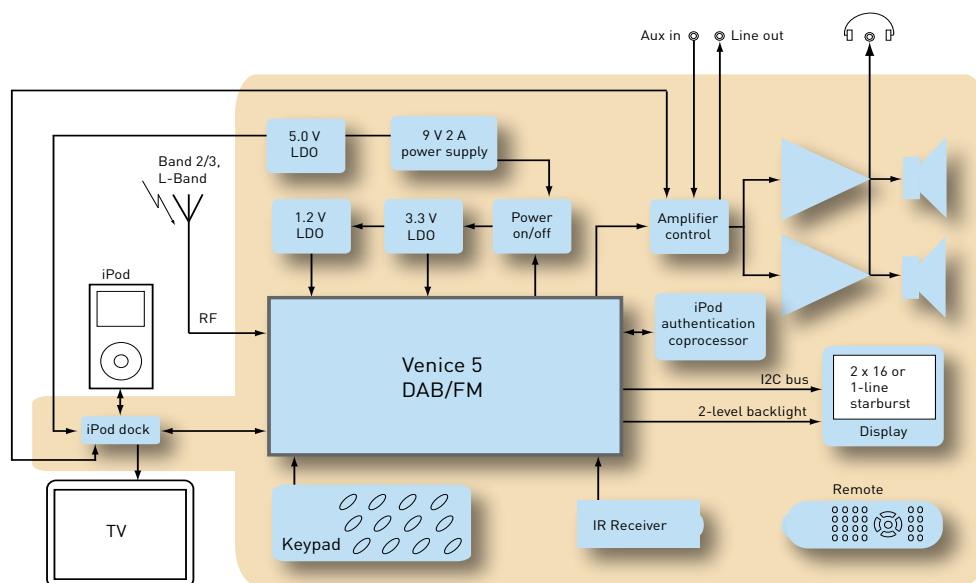 Aux in
Line out
5.0 V
LDO
9 V 2 A
power supply
Band 2/3,
L-Band
1.2 V
LDO
3.3 V
LDO
Power
on/off
Amplifier
control
iPod
RF
iPod
authentication
coprocessor
Venice 5
DAB/FM
I2C bus
2 x 16 or
1-line
starburst
2-level backlight
Display
iPod dock
Remote
TV
Keypad
IR Receiver